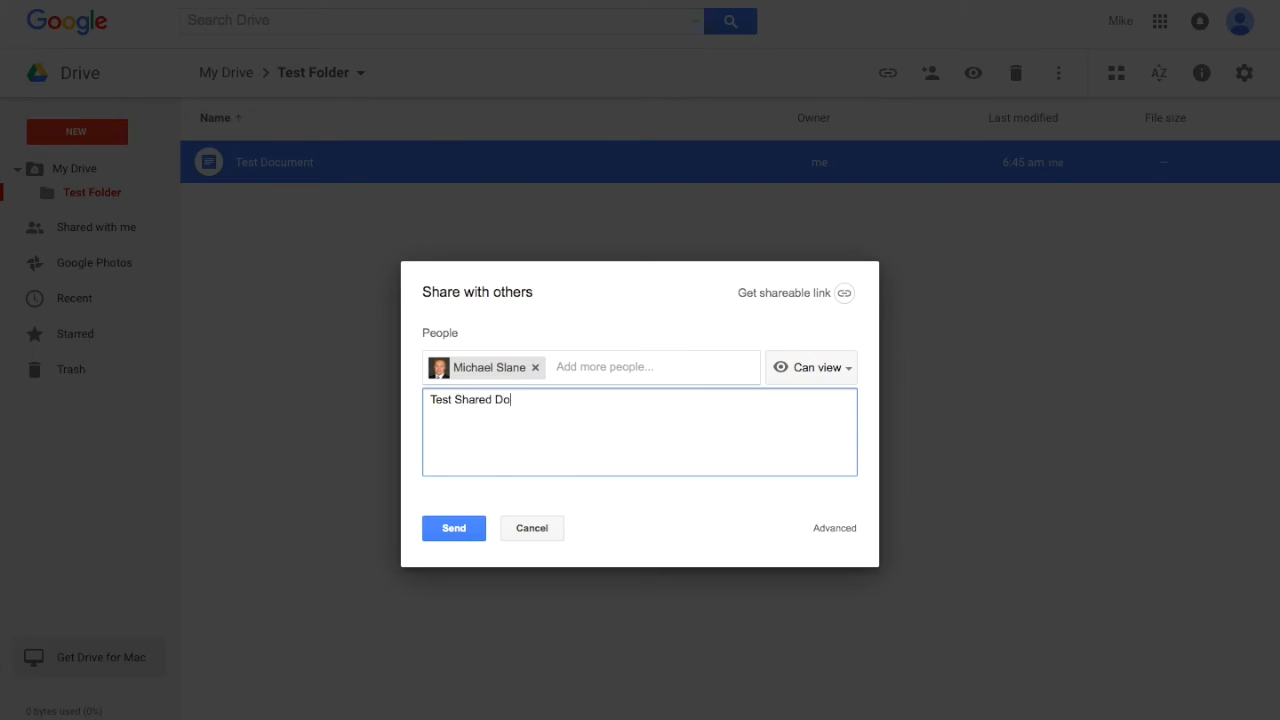 Google
Search Drive
Mike
Drive
My Drive > Test Folder
Name ↑
Owner
Last modified
File size
NEW
Test Document
me
6:45 am me
—
My Drive
Test Folder
Shared with me
Google Photos
Recent
Starred
Trash
Share with others
Get shareable link
People
Michael Slane ×
Add more people...
Can view
Test Shared Do
Send
Cancel
Advanced
Get Drive for Mac
0 bytes used (0%)